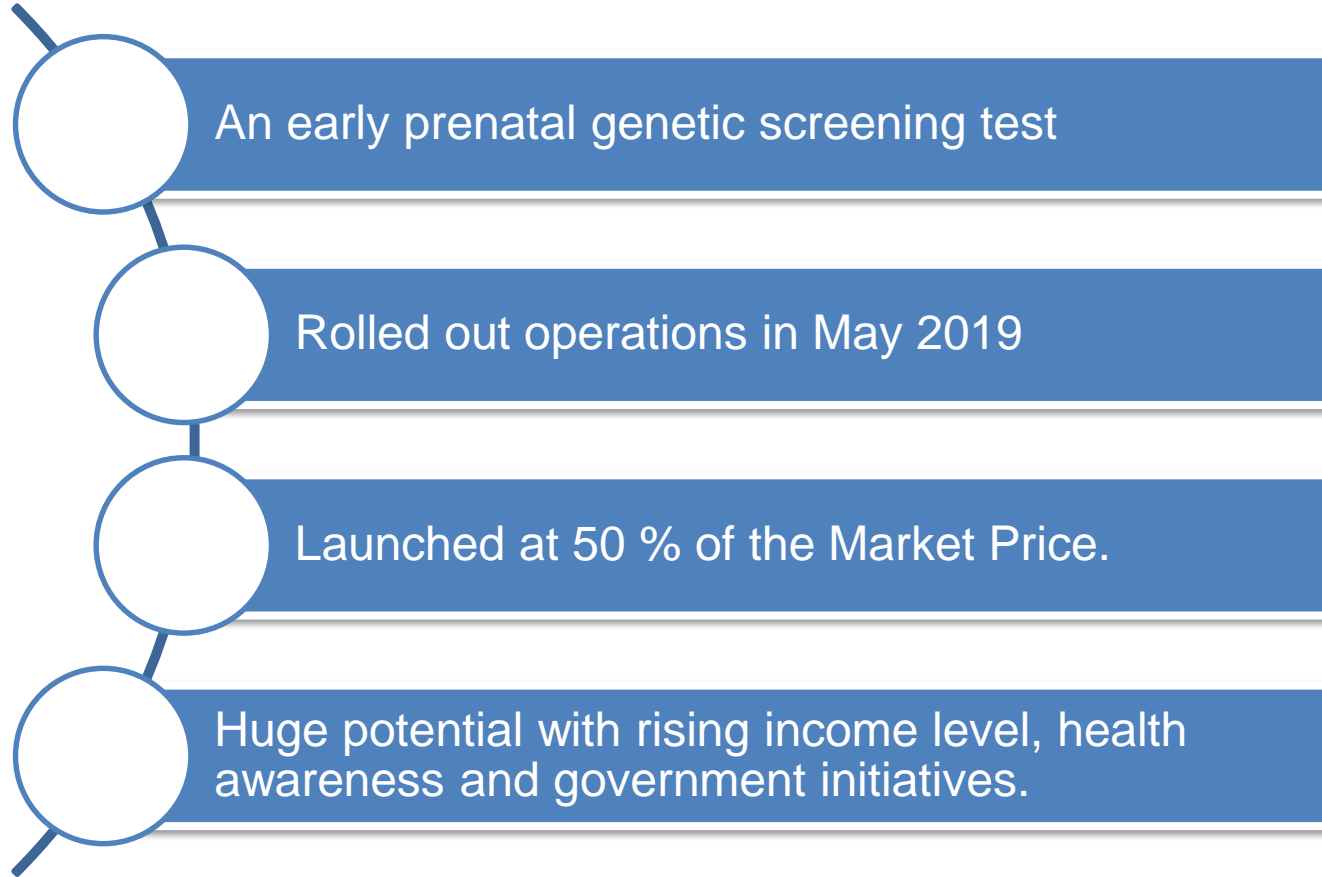 An early prenatal genetic screening test
Rolled out operations in May 2019
Launched at 50 % of the Market Price.
Huge potential with rising income level, health
awareness and government initiatives.